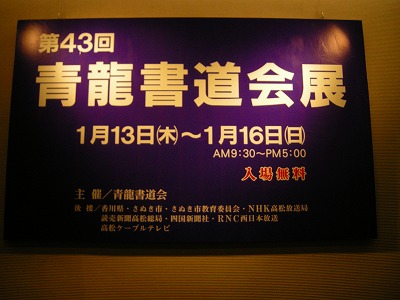 第43回
青龍書道会展
1月13日㈭～1月16日㈰
AM9:30～PM5:00
入場無料
主 催／青龍書道会
後 援／香川県・さぬき市・さぬき市教育委員会・NHK高松放送局
読売新聞高松総局・四国新聞社・RNC西日本放送
高松ケーブルテレビ